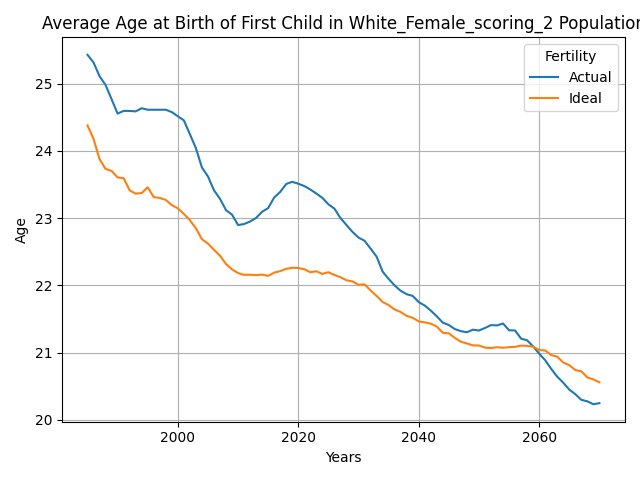 Average Age at Birth of First Child in White_Female_scoring_2 Population
Fertility
Actual
Ideal
Age
25
24
23
22
21
20
2000 2020 2040 2060
Years